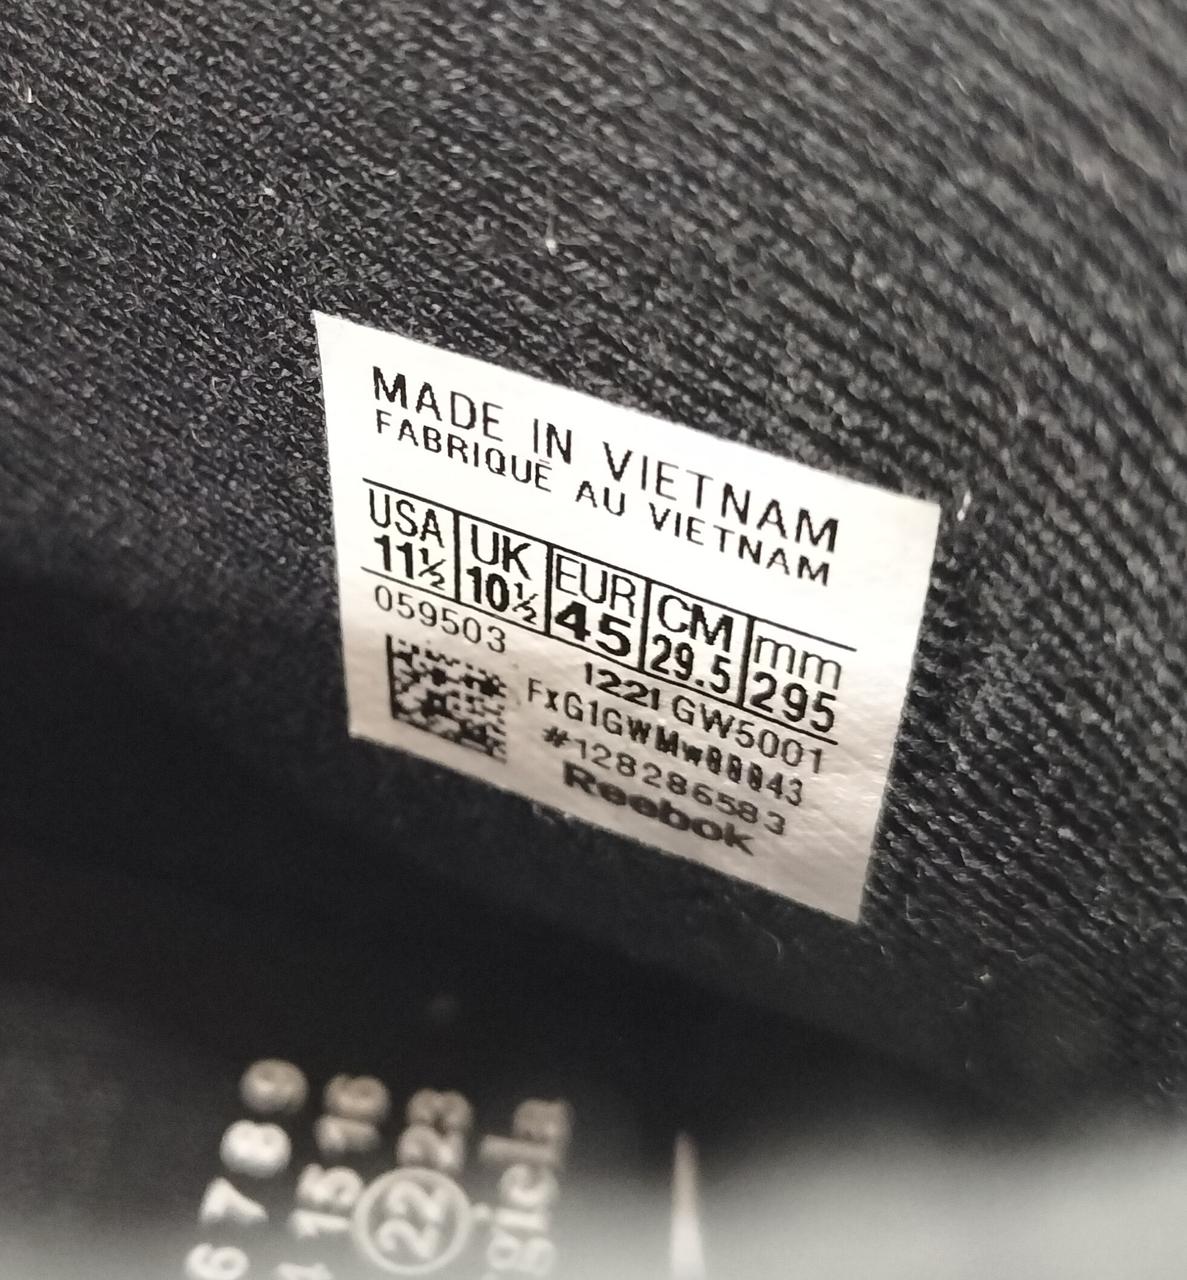 MADE IN VIETNAM
FABRIQUÉ AU VIETNAM
USA UK EUR CM mm
11½ 10½ 45 29.5 295
059503 1221 GW5001
FxG1GWMw00043
#128286583
Reebok
9 16 23
8 15 22
7
6